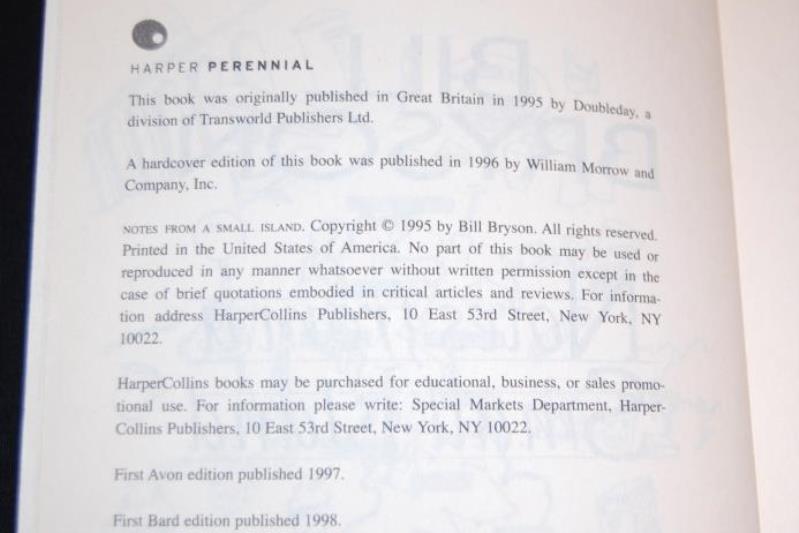 HARPER PERENNIAL
This book was originally published in Great Britain in 1995 by Doubleday, a
division of Transworld Publishers Ltd.
A hardcover edition of this book was published in 1996 by William Morrow and
Company, Inc.
NOTES FROM A SMALL ISLAND. Copyright © 1995 by Bill Bryson. All rights reserved.
Printed in the United States of America. No part of this book may be used or
reproduced in any manner whatsoever without written permission except in the
case of brief quotations embodied in critical articles and reviews. For informa-
tion address HarperCollins Publishers, 10 East 53rd Street, New York, NY
10022.
HarperCollins books may be purchased for educational, business, or sales promo-
tional use. For information please write: Special Markets Department, Harper-
Collins Publishers, 10 East 53rd Street, New York, NY 10022.
First Avon edition published 1997.
First Bard edition published 1998.